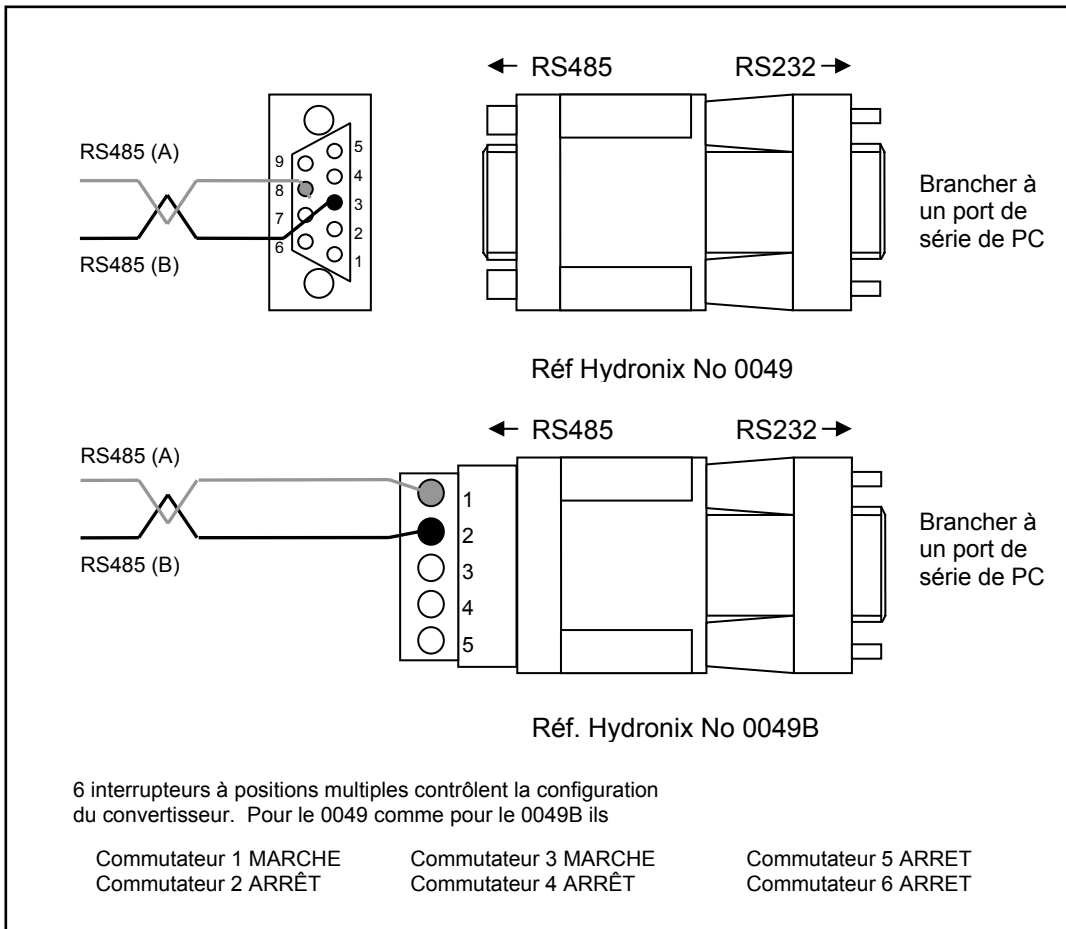 ← RS485 RS232 →
RS485 (A)
RS485 (B)
9
8
7
6
5
4
3
2
1
Brancher à
un port de
série de PC
Réf Hydronix No 0049
← RS485 RS232 →
RS485 (A)
RS485 (B)
1
2
3
4
5
Brancher à
un port de
série de PC
Réf. Hydronix No 0049B
6 interrupteurs à positions multiples contrôlent la configuration
du convertisseur. Pour le 0049 comme pour le 0049B ils
Commutateur 1 MARCHE Commutateur 3 MARCHE Commutateur 5 ARRET
Commutateur 2 ARRÊT Commutateur 4 ARRÊT Commutateur 6 ARRET